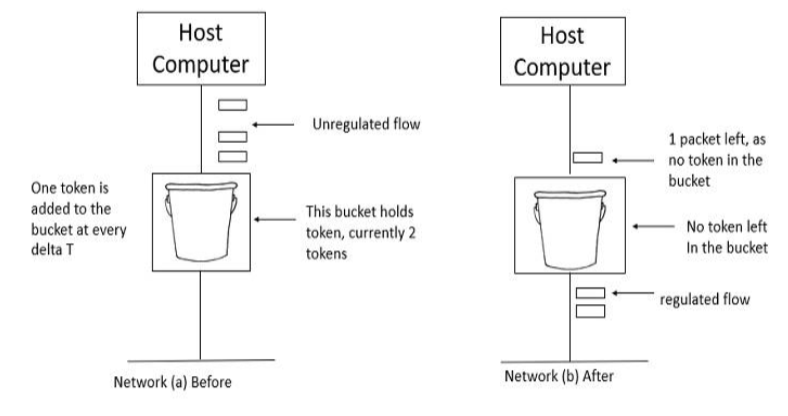 Host
Computer
Unregulated flow
One token is
added to the
bucket at every
delta T
This bucket holds
token, currently 2
tokens
Network (a) Before
Host
Computer
1 packet left, as
no token in the
bucket
No token left
In the bucket
regulated flow
Network (b) After